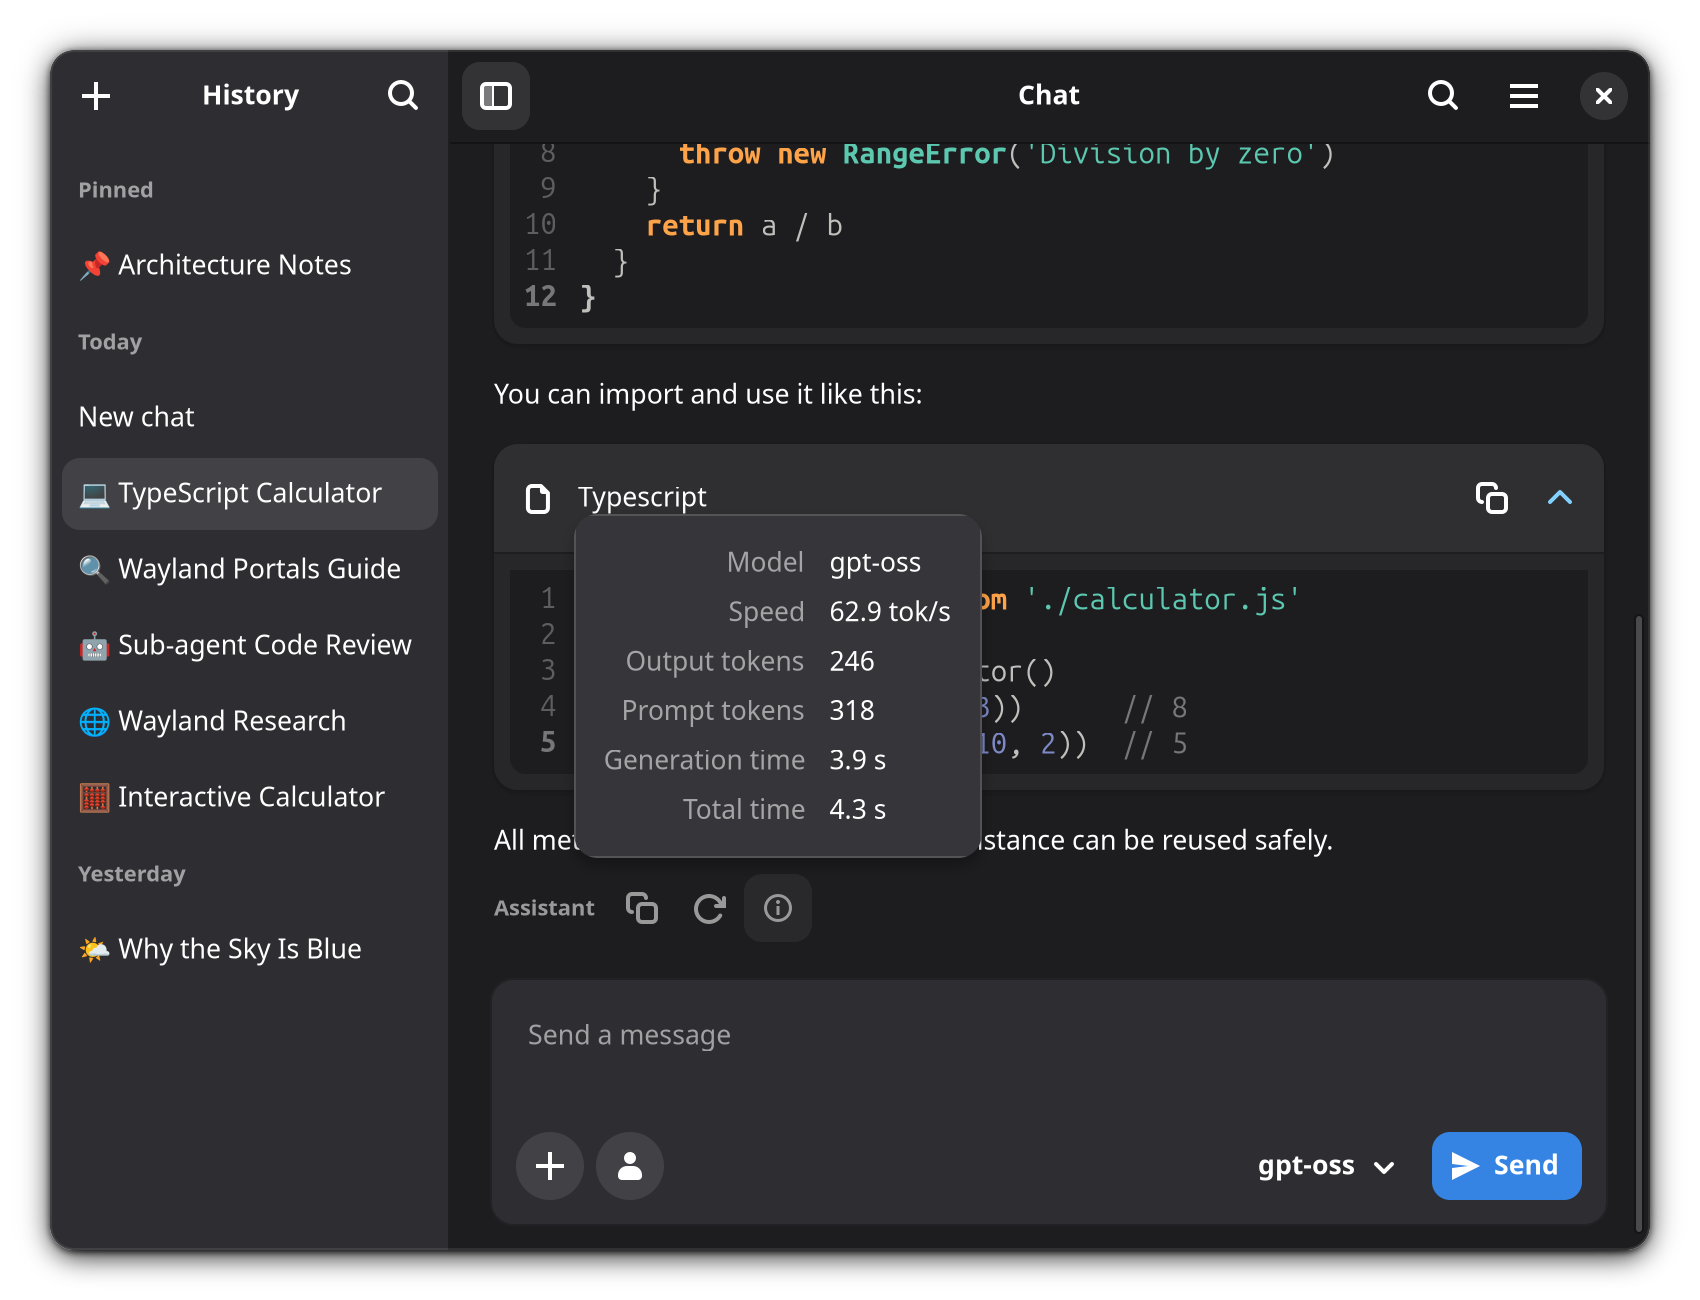 History
Pinned
Architecture Notes
Today
New chat
TypeScript Calculator
Wayland Portals Guide
Sub-agent Code Review
Wayland Research
Interactive Calculator
Yesterday
Why the Sky Is Blue
Chat
8 throw new RangeError('Division by zero')
9 }
10 return a / b
11 }
12 }
You can import and use it like this:
Typescript
1 './calculator.js'
2
3 ()
4 )) // 8
5 10, 2)) // 5
Model gpt-oss
Speed 62.9 tok/s
Output tokens 246
Prompt tokens 318
Generation time 3.9 s
Total time 4.3 s
All can be reused safely.
Assistant
Send a message
gpt-oss
Send